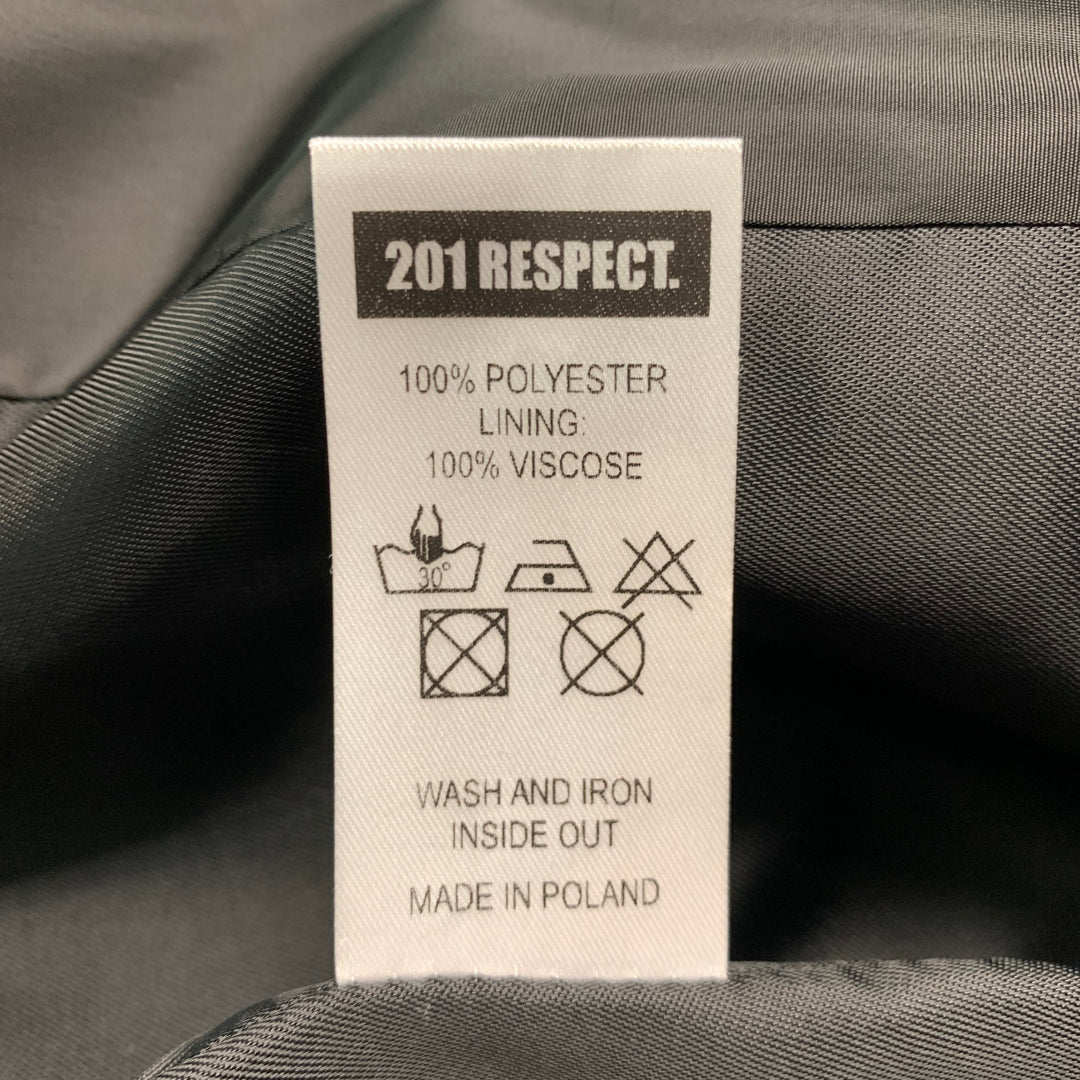 201 RESPECT.
100% POLYESTER
LINING:
100% VISCOSE
30°
WASH AND IRON
INSIDE OUT
MADE IN POLAND